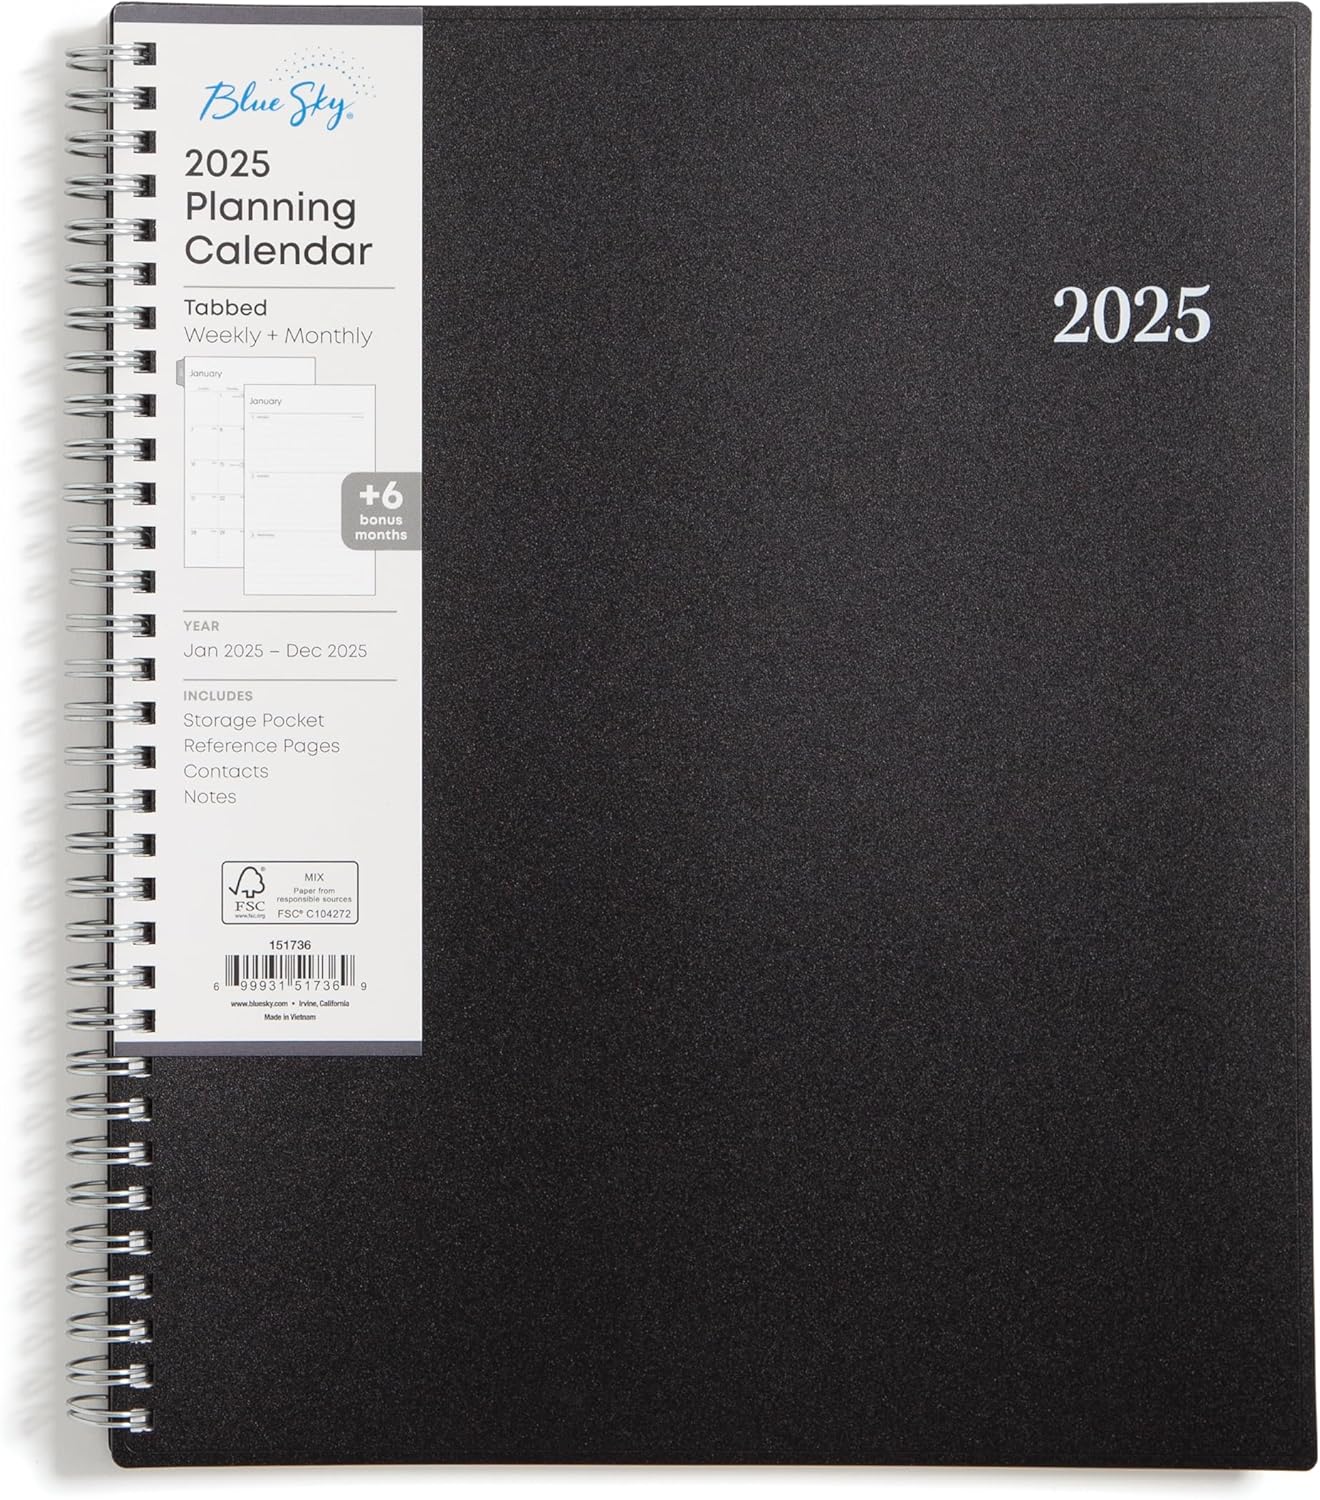 Blue Sky®
2025
Planning
Calendar
Tabbed
Weekly + Monthly
January
January
+6
bonus
months
YEAR
Jan 2025 – Dec 2025
INCLUDES
Storage Pocket
Reference Pages
Contacts
Notes
FSC
www.fsc.org
MIX
Paper from
responsible sources
FSC® C104272
151736
6 99931 51736 9
www.bluesky.com • Irvine, California
Made in Vietnam
2025